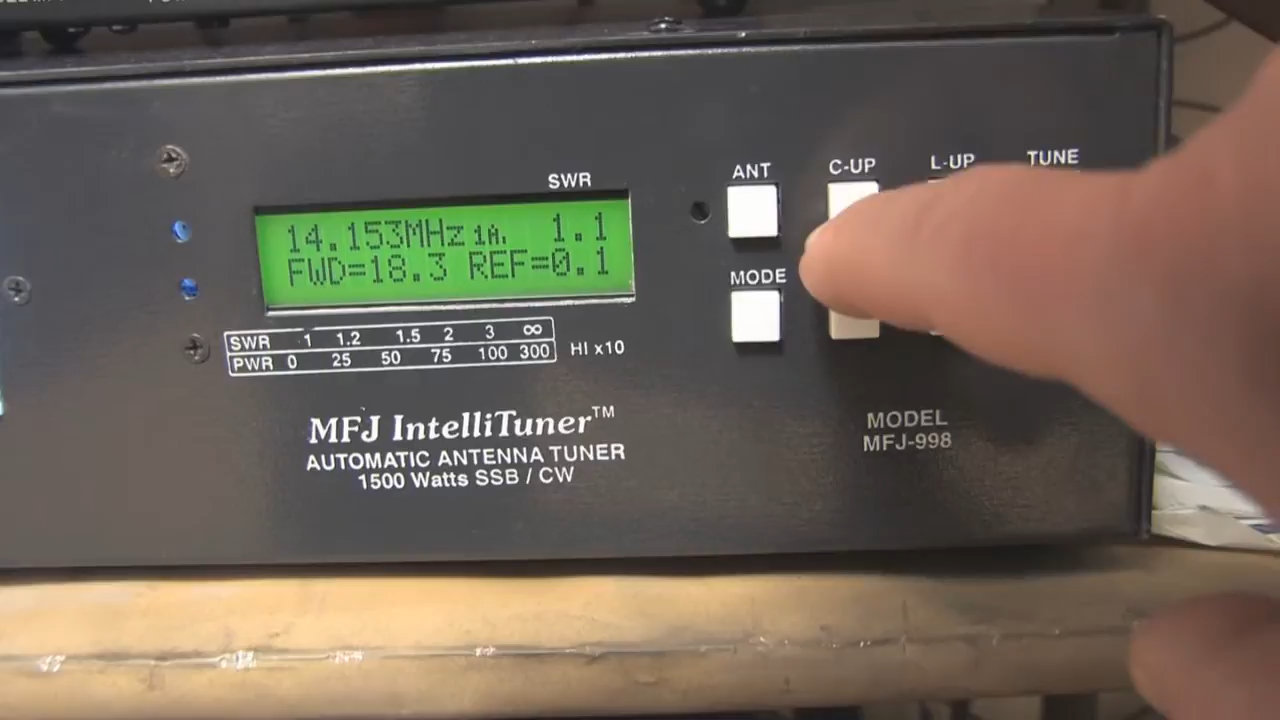 SWR
14.153MHz 1A. 1.1
FWD=18.3 REF=0.1
SWR 1 1.2 1.5 2 3 ∞
PWR 0 25 50 75 100 300 HI x10
MFJ IntelliTuner™
AUTOMATIC ANTENNA TUNER
1500 Watts SSB / CW
ANT C-UP L-UP TUNE
MODE
MODEL
MFJ-998